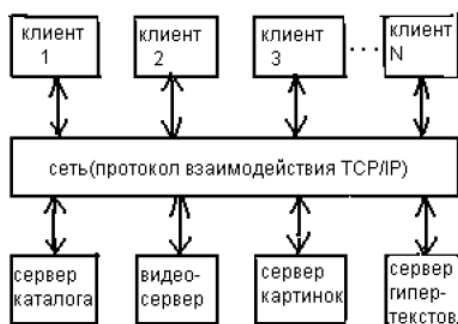 клиент
1
клиент
2
клиент
3
...
клиент
N
сеть(протокол взаимодействия TCP/IP)
сервер
каталога
видео-
сервер
сервер
картинок
сервер
гипер-
текстов